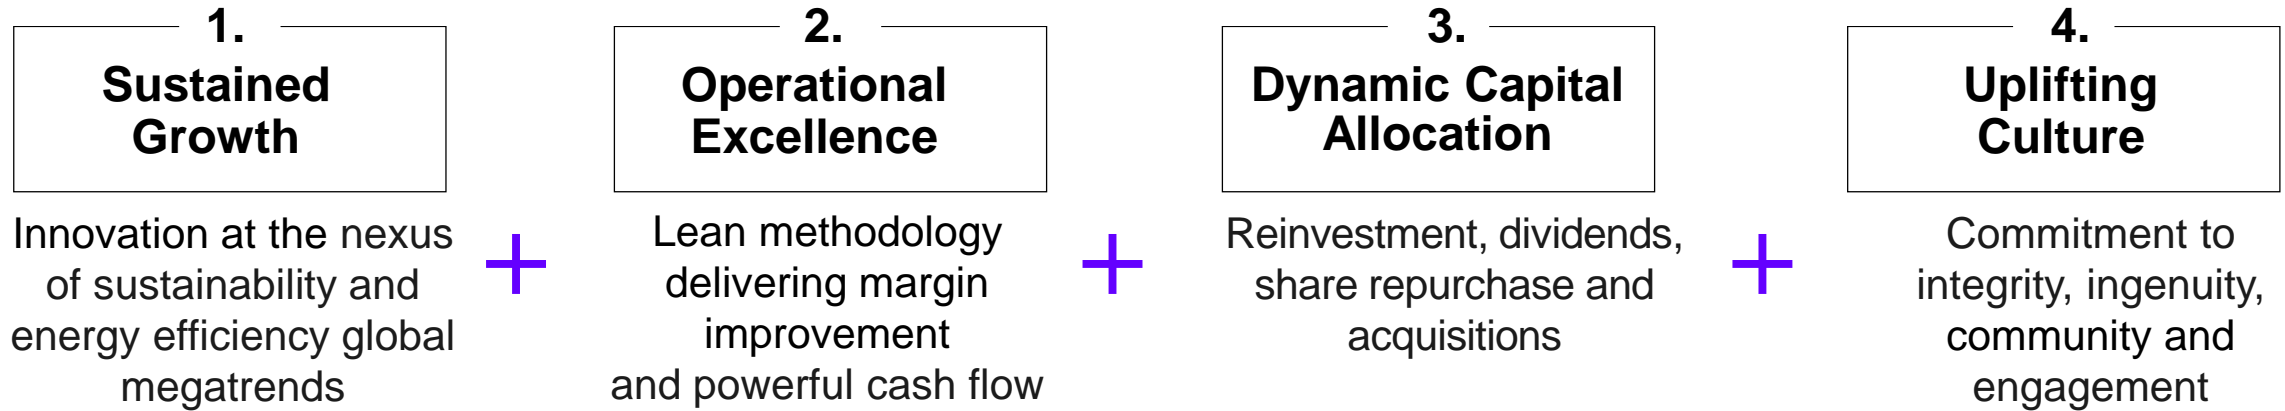 1.
Sustained
Growth
Innovation at the nexus
of sustainability and
energy efficiency global
megatrends
+
2.
Operational
Excellence
Lean methodology
delivering margin
improvement
and powerful cash flow
+
3.
Dynamic Capital
Allocation
Reinvestment, dividends,
share repurchase and
acquisitions
+
4.
Uplifting
Culture
Commitment to
integrity, ingenuity,
community and
engagement